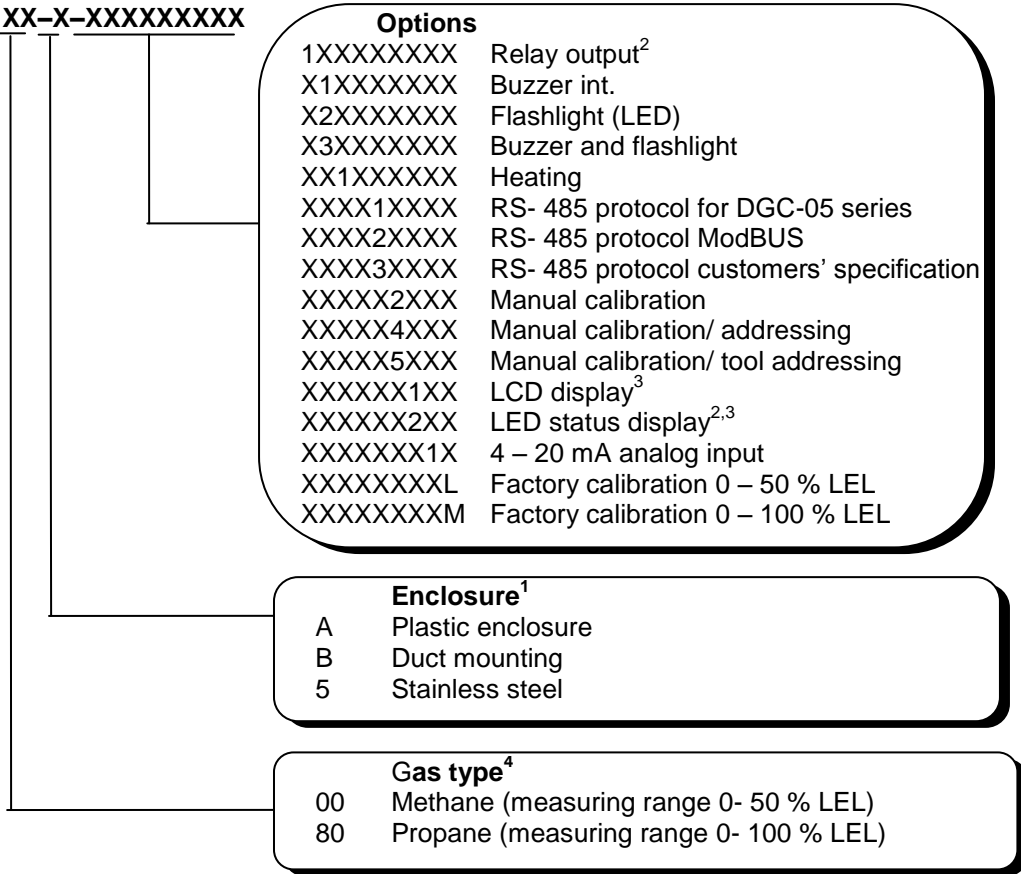 XX–X–XXXXXXXXX
Options
1XXXXXXXX Relay output²
X1XXXXXXX Buzzer int.
X2XXXXXXX Flashlight (LED)
X3XXXXXXX Buzzer and flashlight
XX1XXXXXX Heating
XXXX1XXXX RS- 485 protocol for DGC-05 series
XXXX2XXXX RS- 485 protocol ModBUS
XXXX3XXXX RS- 485 protocol customers’ specification
XXXXX2XXX Manual calibration
XXXXX4XXX Manual calibration/ addressing
XXXXX5XXX Manual calibration/ tool addressing
XXXXXX1XX LCD display³
XXXXXX2XX LED status display²,³
XXXXXXX1X 4 – 20 mA analog input
XXXXXXXXL Factory calibration 0 – 50 % LEL
XXXXXXXXM Factory calibration 0 – 100 % LEL
Enclosure¹
A Plastic enclosure
B Duct mounting
5 Stainless steel
Gas type⁴
00 Methane (measuring range 0- 50 % LEL)
80 Propane (measuring range 0- 100 % LEL)